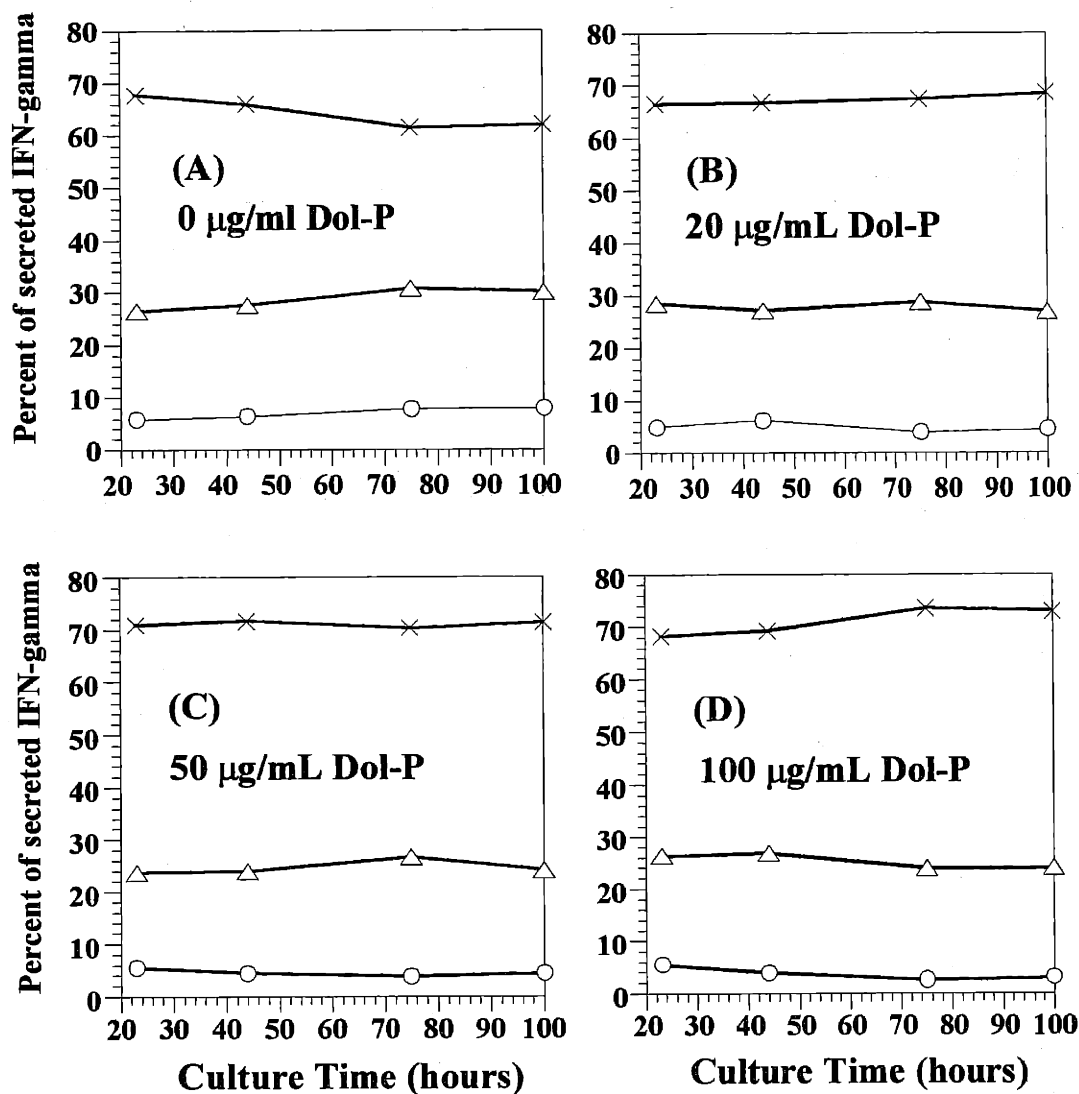 Percent of secreted IFN-gamma
80
70
60
50
40
30
20
10
0
(A)
0 μg/ml Dol-P
20 30 40 50 60 70 80 90 100
80
70
60
50
40
30
20
10
0
(B)
20 μg/mL Dol-P
20 30 40 50 60 70 80 90 100
Percent of secreted IFN-gamma
80
70
60
50
40
30
20
10
0
(C)
50 μg/mL Dol-P
20 30 40 50 60 70 80 90 100
Culture Time (hours)
80
70
60
50
40
30
20
10
0
(D)
100 μg/mL Dol-P
20 30 40 50 60 70 80 90 100
Culture Time (hours)